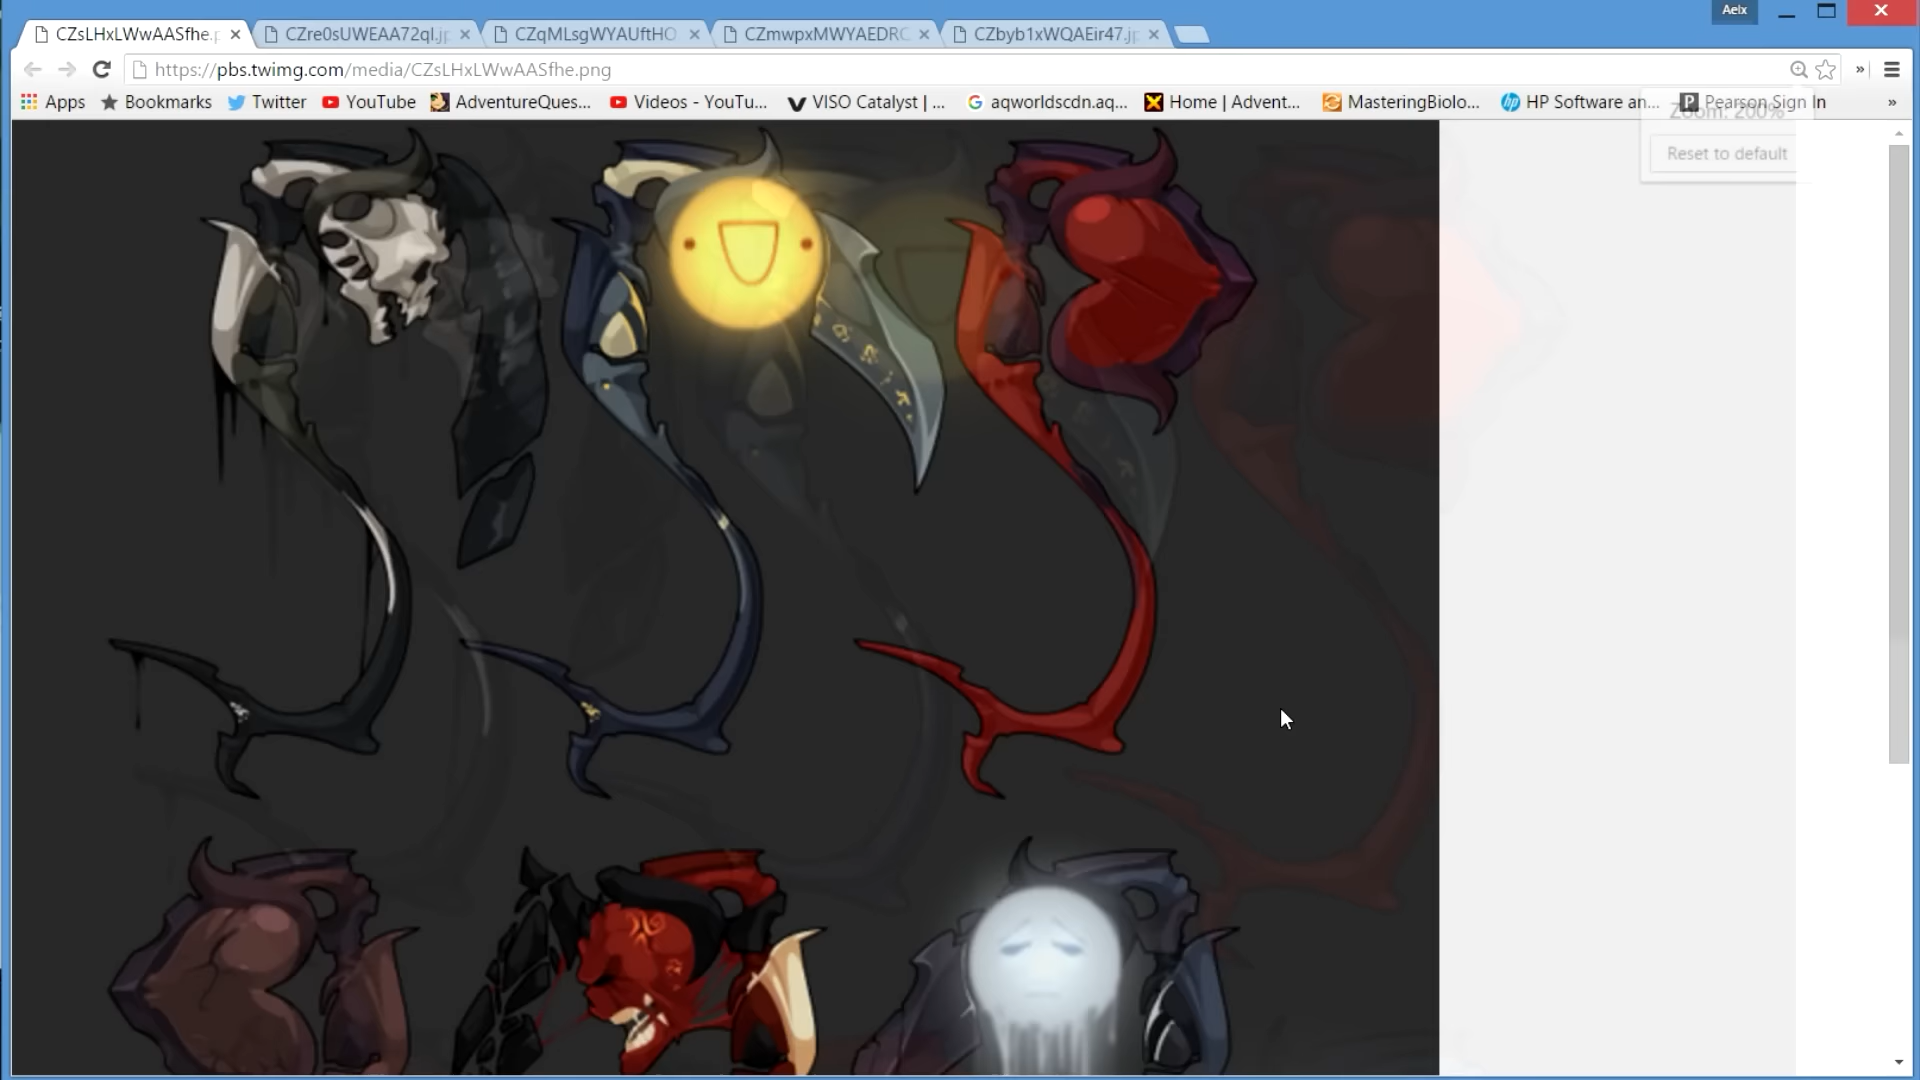 Aelx
CZsLHxLWwAASfhe.p
CZre0sUWEAA72qI.jp
CZqMLsgWYAUftHO
CZmwpxMWYAEDRC
CZbyb1xWQAEir47.jp
https://pbs.twimg.com/media/CZsLHxLWwAASfhe.png
Apps Bookmarks Twitter YouTube AdventureQues... Videos - YouTu... VISO Catalyst | ... aqworldscdn.aq... Home | Advent... MasteringBiolo... HP Software an... Pearson Sign In
Zoom: 200%
Reset to default